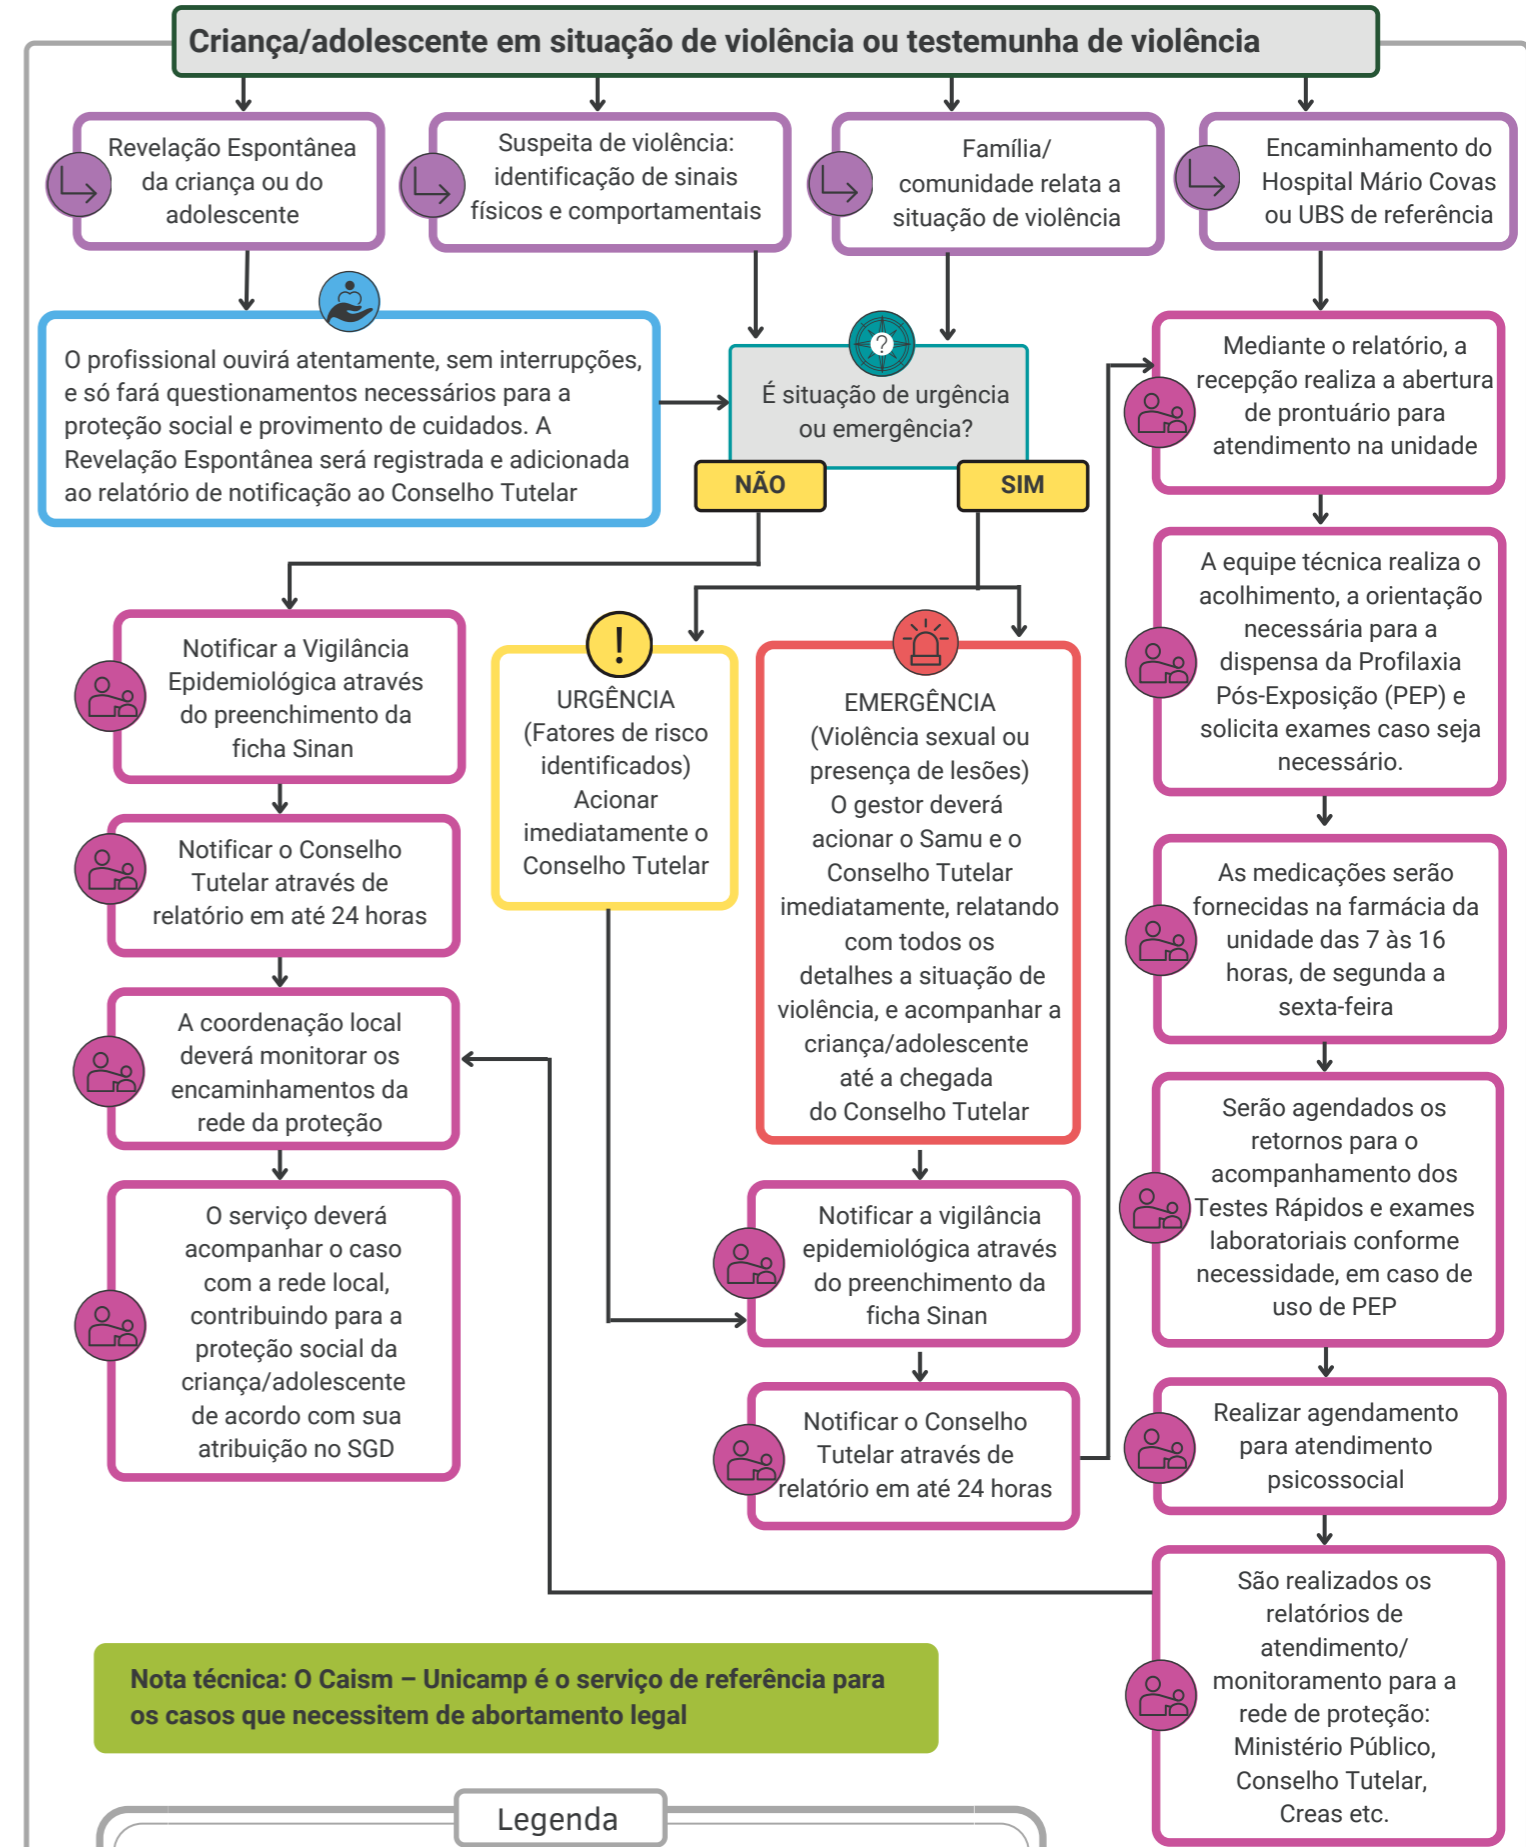 Criança/adolescente em situação de violência ou testemunha de violência
Revelação Espontânea
da criança ou do
adolescente
Suspeita de violência:
identificação de sinais
físicos e comportamentais
Família/
comunidade relata a
situação de violência
Encaminhamento do
Hospital Mário Covas
ou UBS de referência
O profissional ouvirá atentamente, sem interrupções,
e só fará questionamentos necessários para a
proteção social e provimento de cuidados. A
Revelação Espontânea será registrada e adicionada
ao relatório de notificação ao Conselho Tutelar
?
É situação de urgência
ou emergência?
NÃO
SIM
Notificar a Vigilância
Epidemiológica através
do preenchimento da
ficha Sinan
Notificar o Conselho
Tutelar através de
relatório em até 24 horas
A coordenação local
deverá monitorar os
encaminhamentos da
rede da proteção
O serviço deverá
acompanhar o caso
com a rede local,
contribuindo para a
proteção social da
criança/adolescente
de acordo com sua
atribuição no SGD
!
URGÊNCIA
(Fatores de risco
identificados)
Acionar
imediatamente o
Conselho Tutelar
EMERGÊNCIA
(Violência sexual ou
presença de lesões)
O gestor deverá
acionar o Samu e o
Conselho Tutelar
imediatamente, relatando
com todos os
detalhes a situação de
violência, e acompanhar a
criança/adolescente
até a chegada
do Conselho Tutelar
Notificar a vigilância
epidemiológica através
do preenchimento da
ficha Sinan
Notificar o Conselho
Tutelar através de
relatório em até 24 horas
Mediante o relatório, a
recepção realiza a abertura
de prontuário para
atendimento na unidade
A equipe técnica realiza o
acolhimento, a orientação
necessária para a
dispensa da Profilaxia
Pós-Exposição (PEP) e
solicita exames caso seja
necessário.
As medicações serão
fornecidas na farmácia da
unidade das 7 às 16
horas, de segunda a
sexta-feira
Serão agendados os
retornos para o
acompanhamento dos
Testes Rápidos e exames
laboratoriais conforme
necessidade, em caso de
uso de PEP
Realizar agendamento
para atendimento
psicossocial
São realizados os
relatórios de
atendimento/
monitoramento para a
rede de proteção:
Ministério Público,
Conselho Tutelar,
Creas etc.
Nota técnica: O Caism – Unicamp é o serviço de referência para
os casos que necessitem de abortamento legal
Legenda